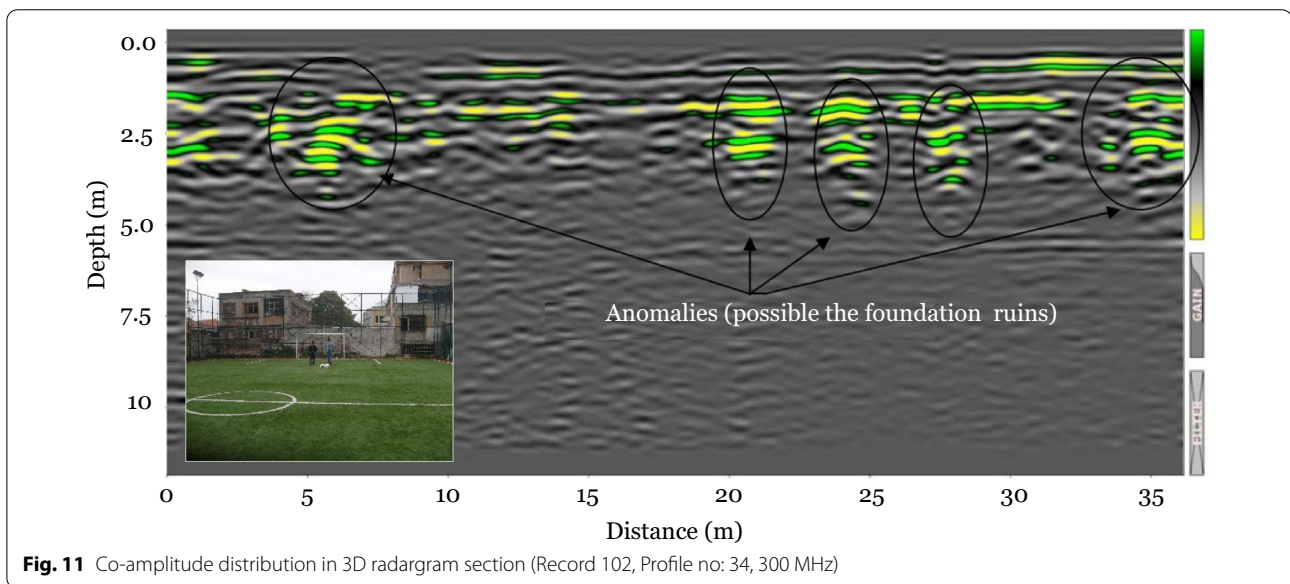 0.0
2.5
5.0
7.5
10
Depth (m)
Anomalies (possible the foundation ruins)
GAIN
FILTER
0 5 10 15 20 25 30 35
Distance (m)
Fig. 11 Co-amplitude distribution in 3D radargram section (Record 102, Profile no: 34, 300 MHz)